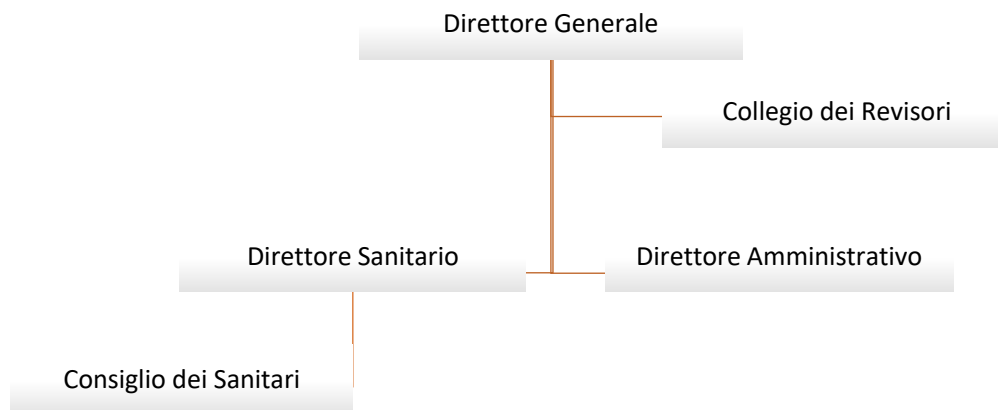 Direttore Generale
Collegio dei Revisori
Direttore Sanitario
Direttore Amministrativo
Consiglio dei Sanitari